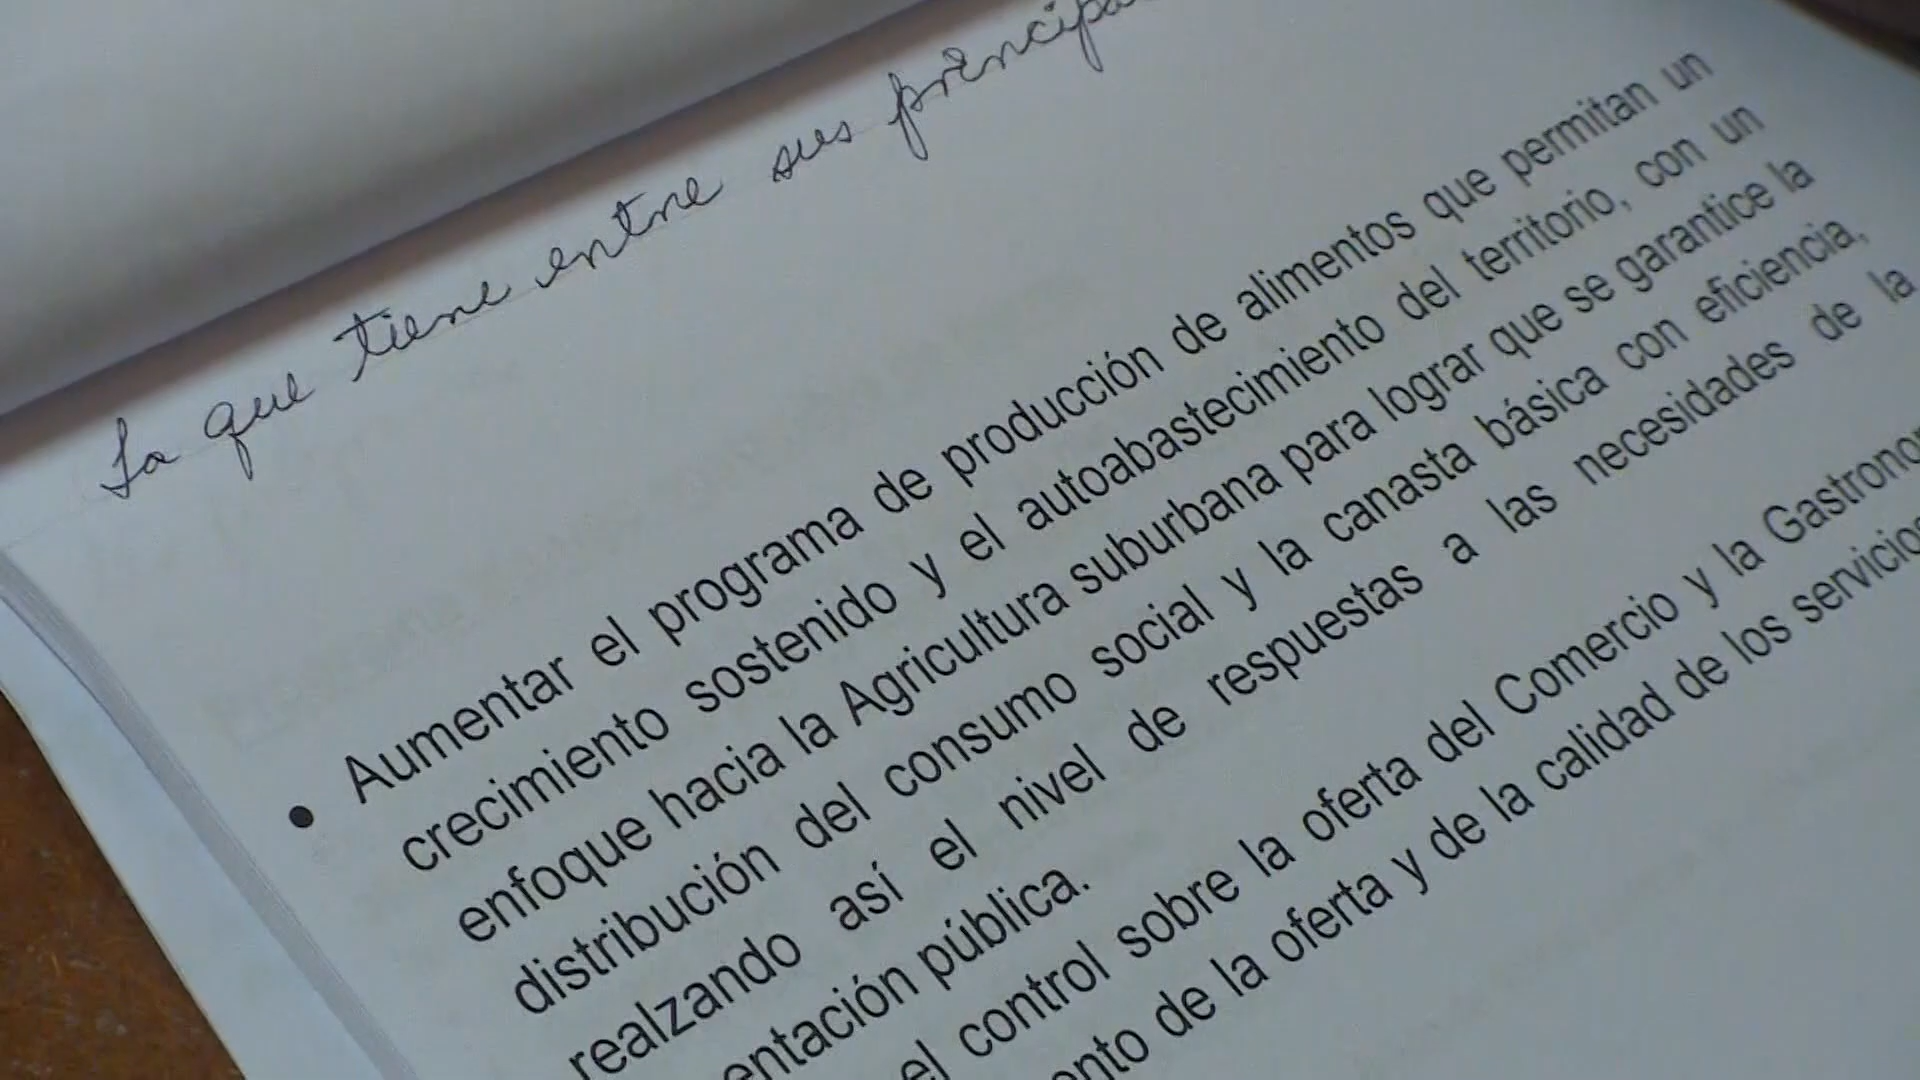 La que tiene entre sus
• Aumentar el programa de producción de alimentos que permitan un
crecimiento sostenido y el autoabastecimiento del territorio, con un
enfoque hacia la Agricultura suburbana para lograr que se garantice la
distribución del consumo social y la canasta básica con eficiencia,
realzando así el nivel de respuestas a las necesidades de la
pública.
el control sobre la oferta del Comercio y la
de la oferta y de la calidad de los